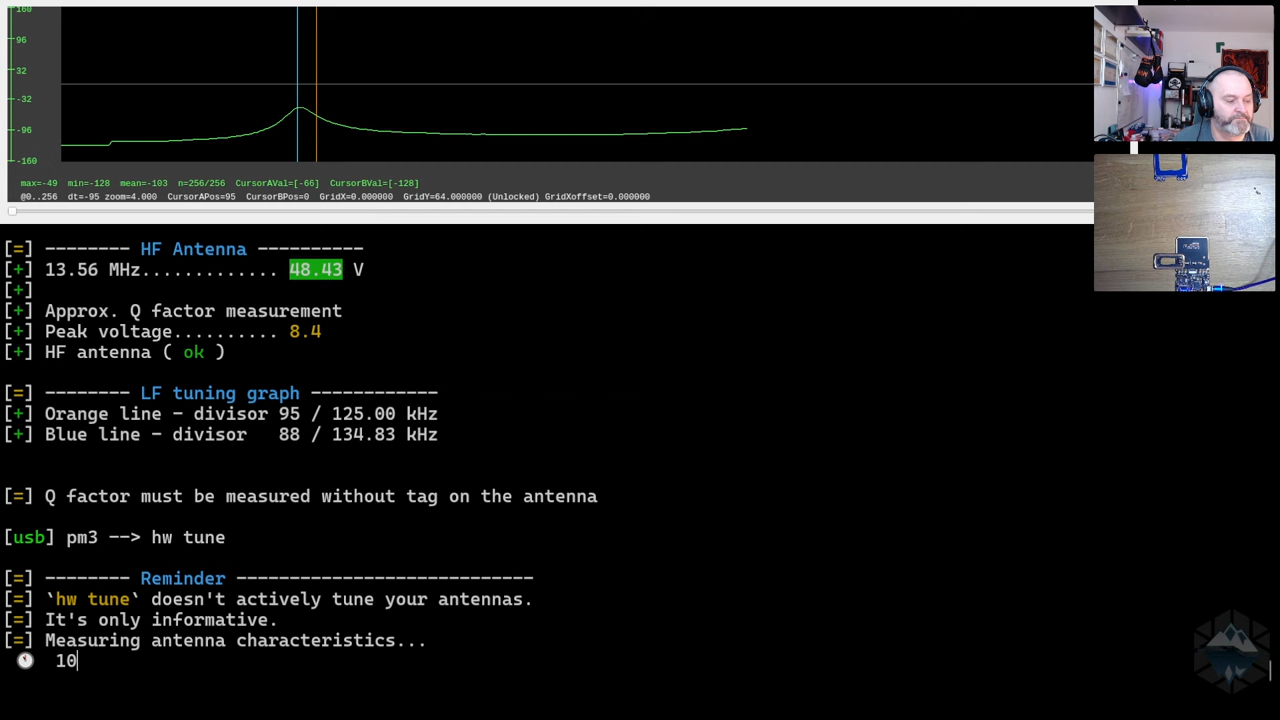 160
96
32
-32
-96
-160
max=-49 min=-128 mean=-103 n=256/256 CursorAVal=[-66] CursorBVal=[-128]
@0..256 dt=-95 zoom=4.000 CursorAPos=95 CursorBPos=0 GridX=0.000000 GridY=64.000000 (Unlocked) GridXoffset=0.000000
[=] -------- HF Antenna ----------
[+] 13.56 MHz............. 48.43 V
[+]
[+] Approx. Q factor measurement
[+] Peak voltage.......... 8.4
[+] HF antenna ( ok )
[=] -------- LF tuning graph ------------
[+] Orange line - divisor 95 / 125.00 kHz
[+] Blue line - divisor   88 / 134.83 kHz
[=] Q factor must be measured without tag on the antenna
[usb] pm3 --> hw tune
[=] -------- Reminder ----------------------------
[=] `hw tune` doesn't actively tune your antennas.
[=] It's only informative.
[=] Measuring antenna characteristics...
10